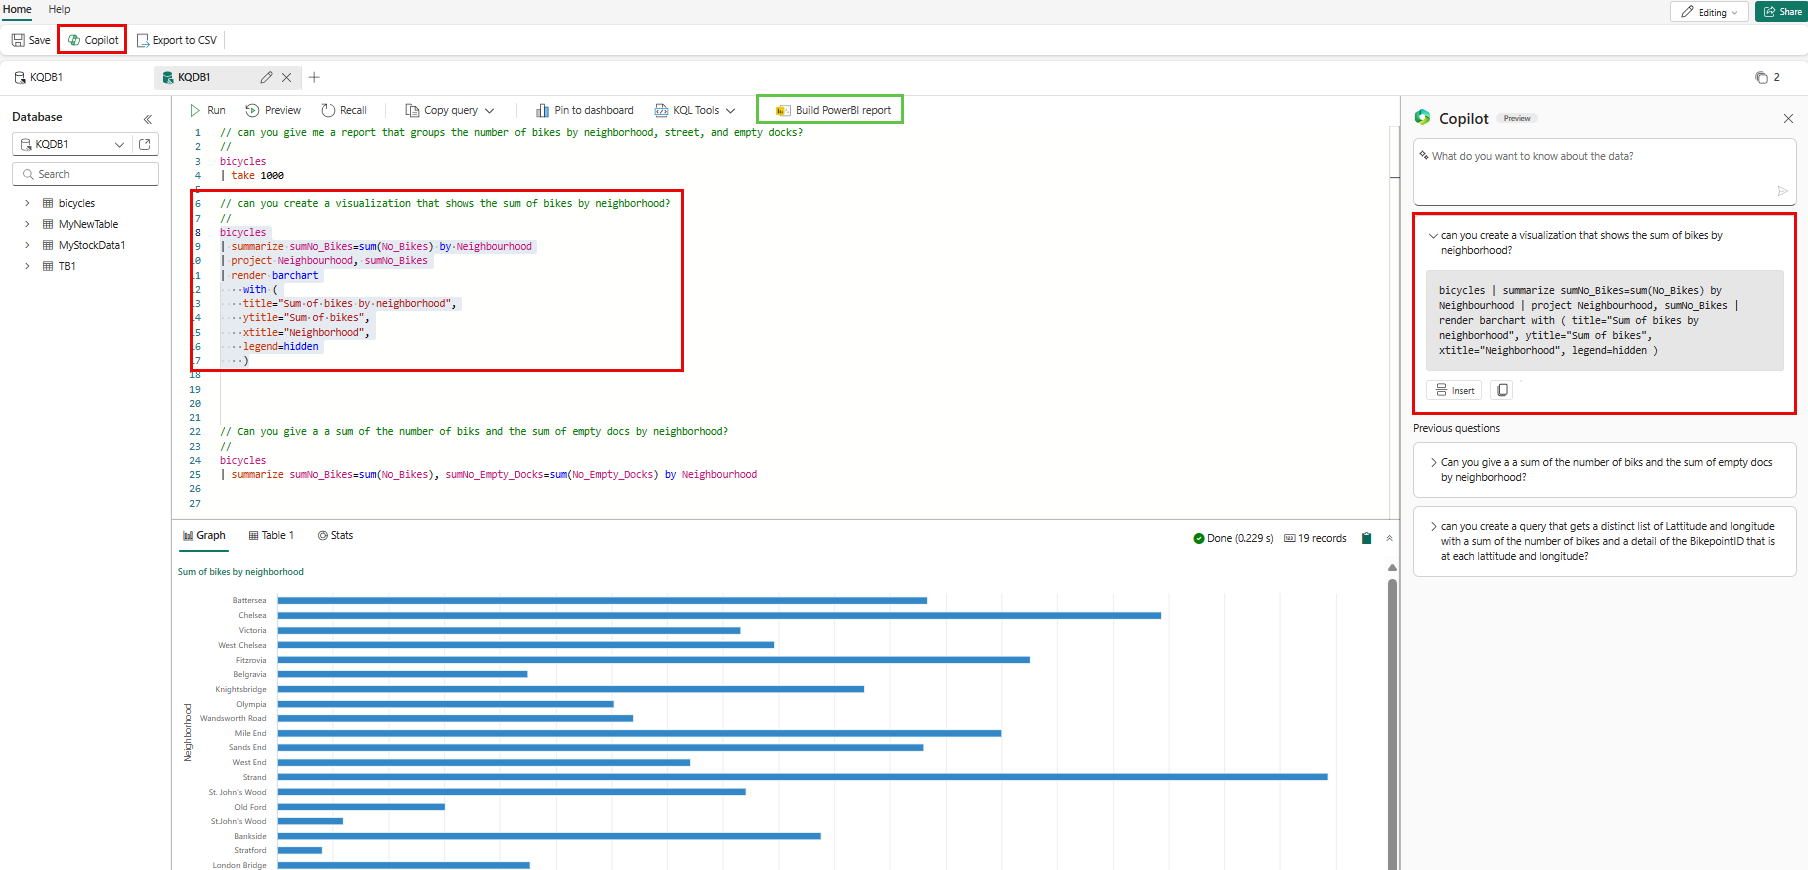 Home Help
Editing Share
Save Copilot Export to CSV
KQDB1 KQDB1 2
Database
KQDB1
Search
bicycles
MyNewTable
MyStockData1
TB1
Run Preview Recall Copy query Pin to dashboard KQL Tools Build PowerBI report
1 // can you give me a report that groups the number of bikes by neighborhood, street, and empty docks?
2 //
3 bicycles
4 | take 1000
5
6 // can you create a visualization that shows the sum of bikes by neighborhood?
7 //
8 bicycles
9 | summarize sumNo_Bikes=sum(No_Bikes) by Neighbourhood
10 | project Neighbourhood, sumNo_Bikes
11 | render barchart
12 with (
13 title="Sum of bikes by neighborhood",
14 ytitle="Sum of bikes",
15 xtitle="Neighborhood",
16 legend=hidden
17 )
18
19
20
21
22 // Can you give a a sum of the number of biks and the sum of empty docs by neighborhood?
23 //
24 bicycles
25 | summarize sumNo_Bikes=sum(No_Bikes), sumNo_Empty_Docks=sum(No_Empty_Docks) by Neighbourhood
26
27
Graph Table 1 Stats
Done (0.229 s) 19 records
Sum of bikes by neighborhood
Neighborhood
Battersea
Chelsea
Victoria
West Chelsea
Fitzrovia
Belgravia
Knightsbridge
Olympia
Wandsworth Road
Mile End
Sands End
West End
Strand
St. John's Wood
Old Ford
St.John's Wood
Bankside
Stratford
London Bridge
Copilot Preview
What do you want to know about the data?
can you create a visualization that shows the sum of bikes by
neighborhood?
bicycles | summarize sumNo_Bikes=sum(No_Bikes) by
Neighbourhood | project Neighbourhood, sumNo_Bikes |
render barchart with ( title="Sum of bikes by
neighborhood", ytitle="Sum of bikes",
xtitle="Neighborhood", legend=hidden )
Insert
Previous questions
Can you give a a sum of the number of biks and the sum of empty docs
by neighborhood?
can you create a query that gets a distinct list of Lattitude and longitude
with a sum of the number of bikes and a detail of the BikepointID that is
at each lattitude and longitude?